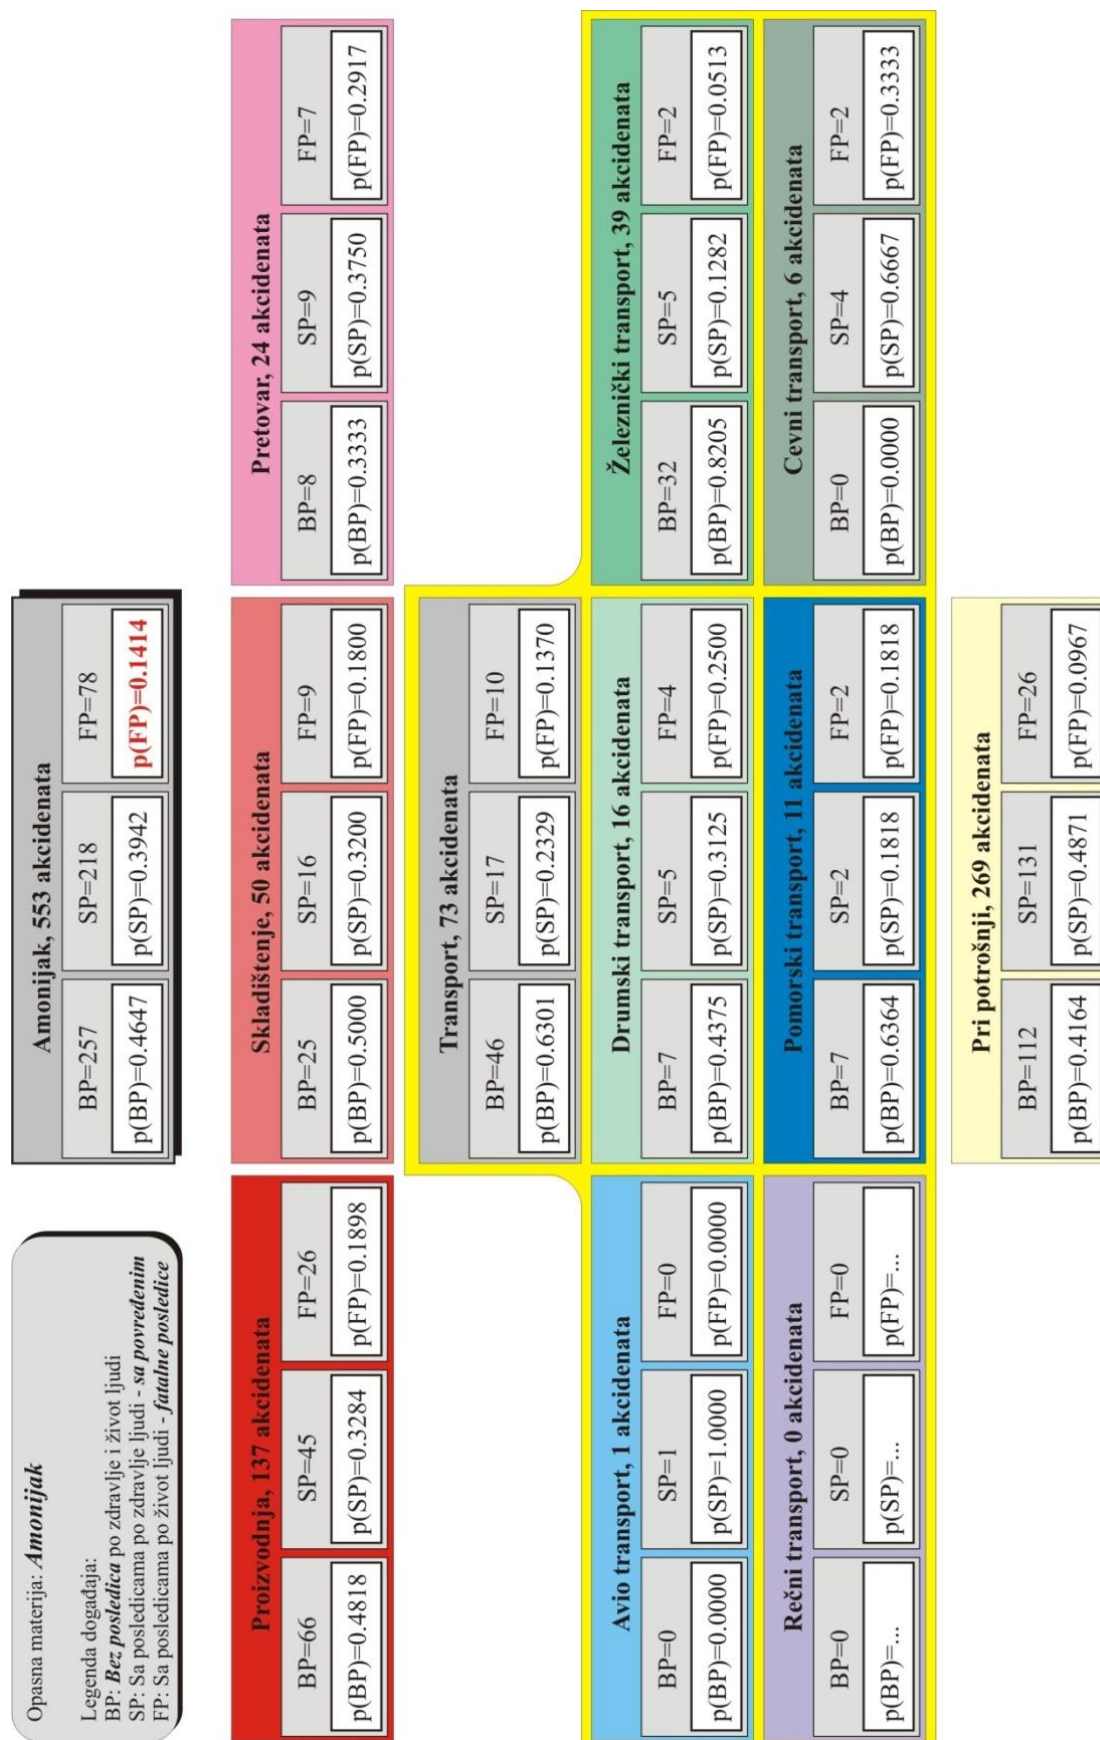 Opasna materija: Amonijak
Legenda događaja:
BP: Bez posledica po zdravlje i život ljudi
SP: Sa posledicama po zdravlje ljudi - sa povređenim
FP: Sa posledicama po život ljudi - fatalne posledice
Amonijak, 553 akcidenata
BP=257 SP=218 FP=78
p(BP)=0.4647 p(SP)=0.3942 p(FP)=0.1414
Proizvodnja, 137 akcidenata
BP=66 SP=45 FP=26
p(BP)=0.4818 p(SP)=0.3284 p(FP)=0.1898
Skladištenje, 50 akcidenata
BP=25 SP=16 FP=9
p(BP)=0.5000 p(SP)=0.3200 p(FP)=0.1800
Pretovar, 24 akcidenata
BP=8 SP=9 FP=7
p(BP)=0.3333 p(SP)=0.3750 p(FP)=0.2917
Transport, 73 akcidenata
BP=46 SP=17 FP=10
p(BP)=0.6301 p(SP)=0.2329 p(FP)=0.1370
Avio transport, 1 akcidenata
BP=0 SP=1 FP=0
p(BP)=0.0000 p(SP)=1.0000 p(FP)=0.0000
Drumski transport, 16 akcidenata
BP=7 SP=5 FP=4
p(BP)=0.4375 p(SP)=0.3125 p(FP)=0.2500
Železnički transport, 39 akcidenata
BP=32 SP=5 FP=2
p(BP)=0.8205 p(SP)=0.1282 p(FP)=0.0513
Rečni transport, 0 akcidenata
BP=0 SP=0 FP=0
p(BP)=... p(SP)=... p(FP)=...
Pomorski transport, 11 akcidenata
BP=7 SP=2 FP=2
p(BP)=0.6364 p(SP)=0.1818 p(FP)=0.1818
Cevni transport, 6 akcidenata
BP=0 SP=4 FP=2
p(BP)=0.0000 p(SP)=0.6667 p(FP)=0.3333
Pri potrošnji, 269 akcidenata
BP=112 SP=131 FP=26
p(BP)=0.4164 p(SP)=0.4871 p(FP)=0.0967